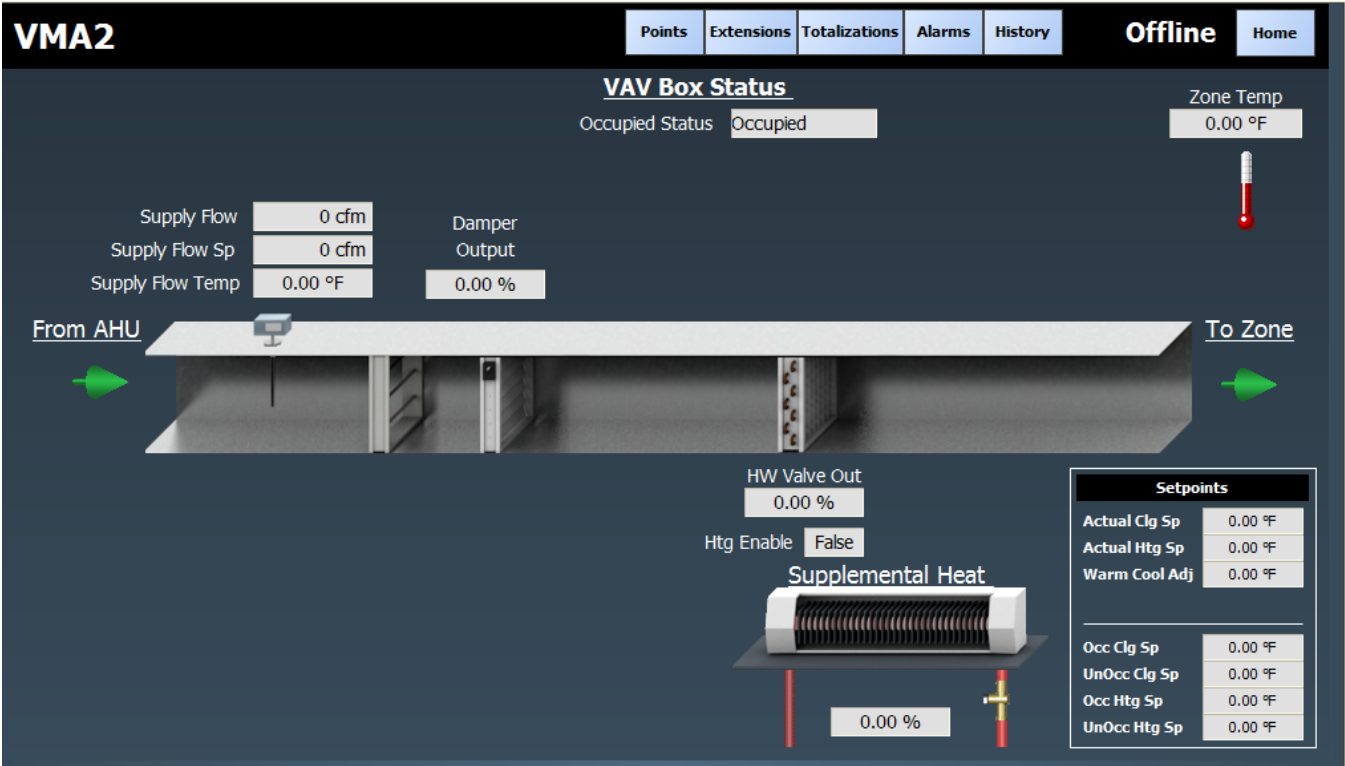 VMA2
Points Extensions Totalizations Alarms History Offline Home
VAV Box Status
Occupied Status Occupied
Zone Temp
0.00 °F
Supply Flow 0 cfm
Supply Flow Sp 0 cfm
Supply Flow Temp 0.00 °F
Damper
Output
0.00 %
From AHU
To Zone
HW Valve Out
0.00 %
Htg Enable False
Supplemental Heat
0.00 %
Setpoints
Actual Clg Sp 0.00 °F
Actual Htg Sp 0.00 °F
Warm Cool Adj 0.00 °F
Occ Clg Sp 0.00 °F
UnOcc Clg Sp 0.00 °F
Occ Htg Sp 0.00 °F
UnOcc Htg Sp 0.00 °F